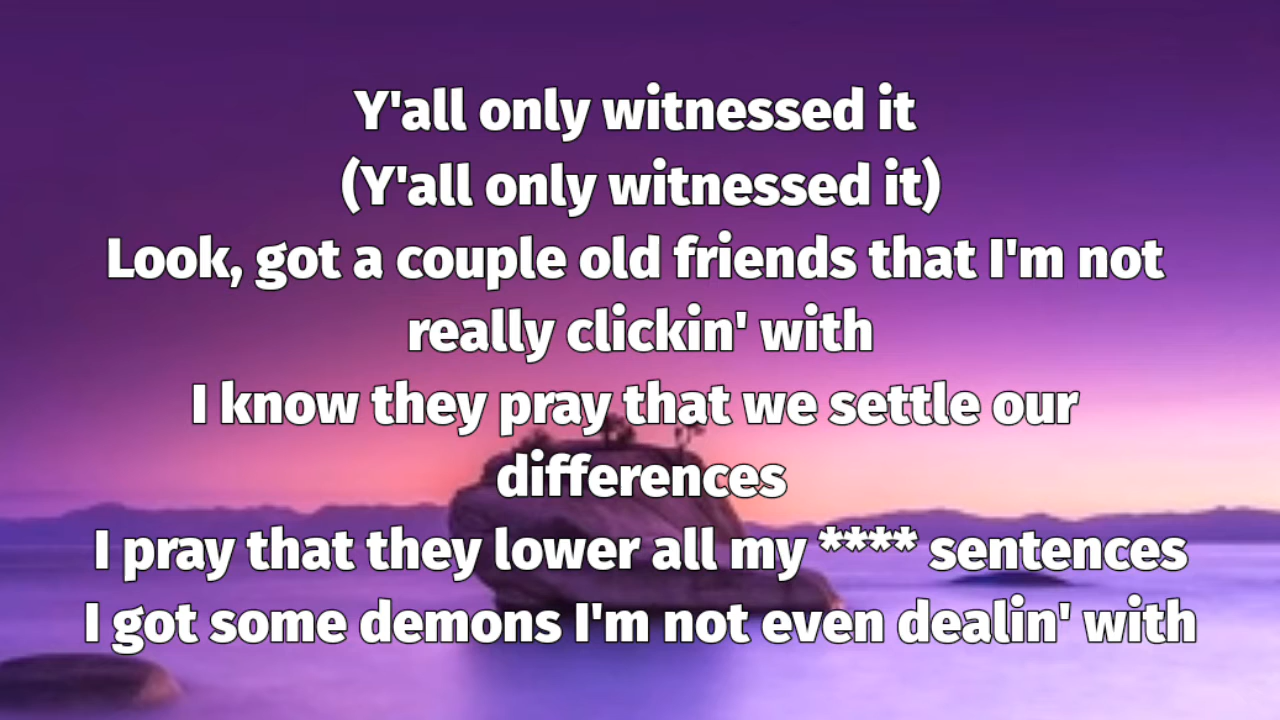 Y'all only witnessed it
(Y'all only witnessed it)
Look, got a couple old friends that I'm not
really clickin' with
I know they pray that we settle our
differences
I pray that they lower all my **** sentences
I got some demons I'm not even dealin' with